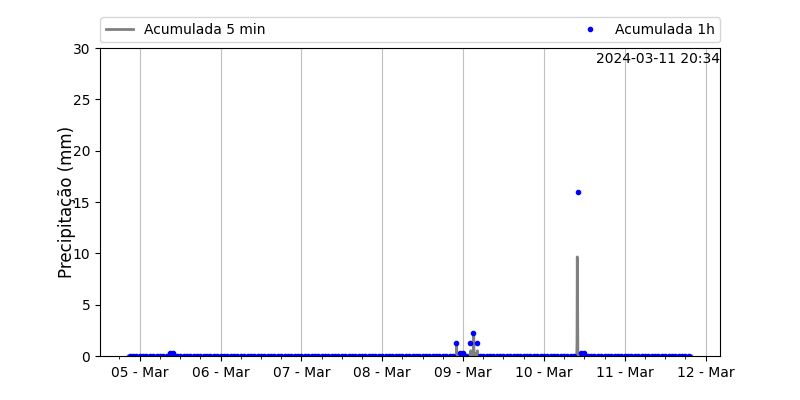 Acumulada 5 min
Acumulada 1h
2024-03-11 20:34
Precipitação (mm)
30
25
20
15
10
5
0
05 - Mar 06 - Mar 07 - Mar 08 - Mar 09 - Mar 10 - Mar 11 - Mar 12 - Mar